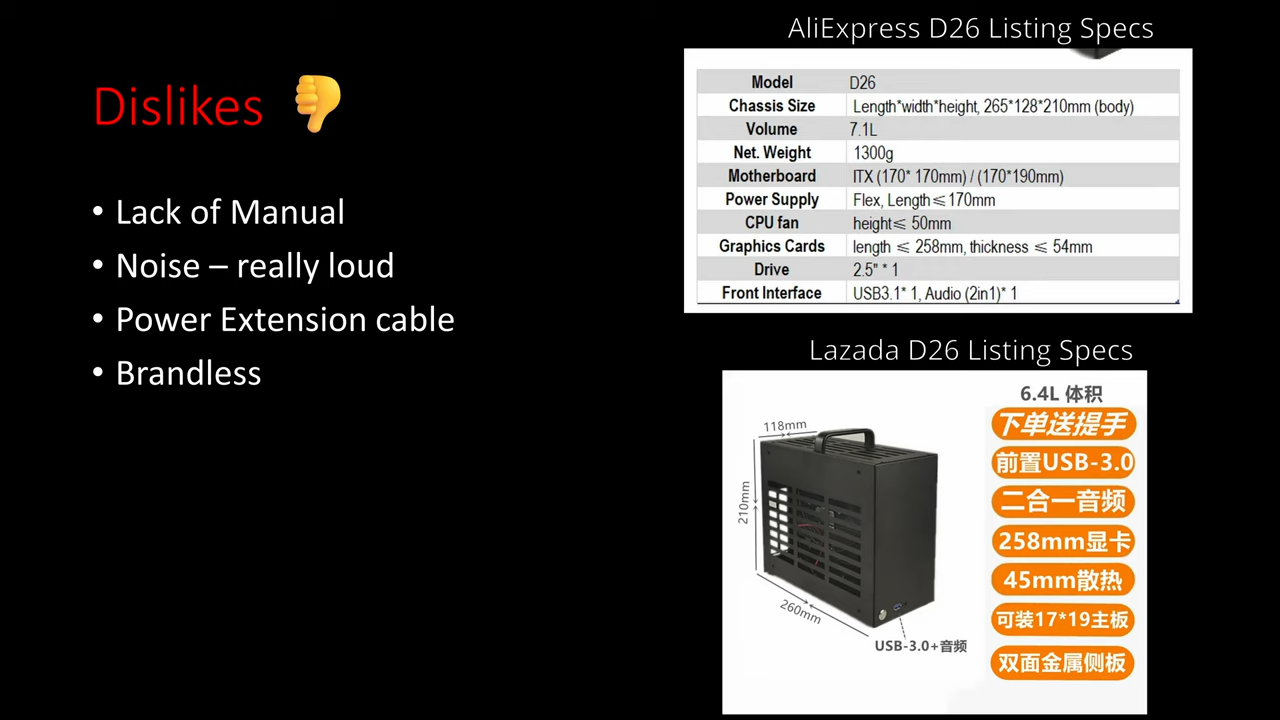 Dislikes
• Lack of Manual
• Noise – really loud
• Power Extension cable
• Brandless
AliExpress D26 Listing Specs
Model D26
Chassis Size Length*width*height, 265*128*210mm (body)
Volume 7.1L
Net. Weight 1300g
Motherboard ITX (170* 170mm) / (170*190mm)
Power Supply Flex, Length≤170mm
CPU fan height≤ 50mm
Graphics Cards length ≤ 258mm, thickness ≤ 54mm
Drive 2.5" * 1
Front Interface USB3.1* 1, Audio (2in1)* 1
Lazada D26 Listing Specs
6.4L 体积
下单送提手
前置USB-3.0
二合一音频
258mm显卡
45mm散热
可装17*19主板
双面金属侧板
118mm
210mm
260mm
USB-3.0+音频